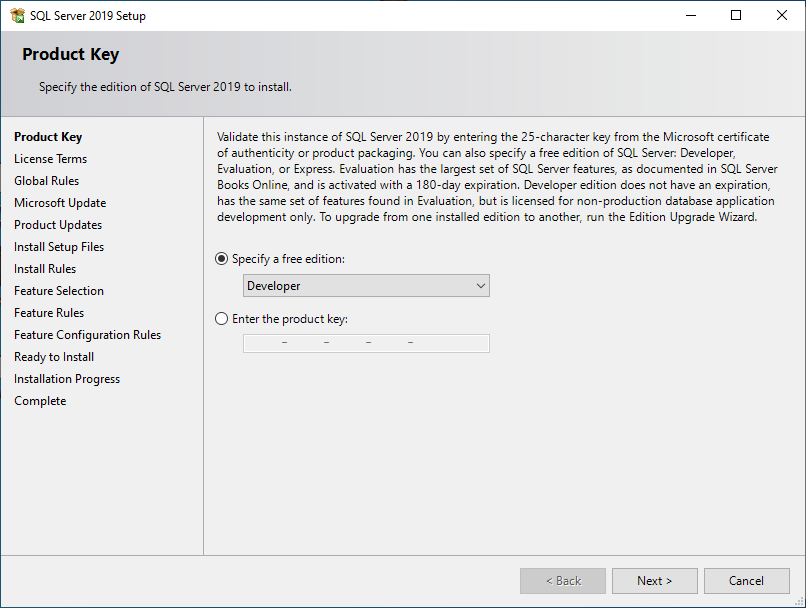 SQL Server 2019 Setup
Product Key
Specify the edition of SQL Server 2019 to install.
Product Key
License Terms
Global Rules
Microsoft Update
Product Updates
Install Setup Files
Install Rules
Feature Selection
Feature Rules
Feature Configuration Rules
Ready to Install
Installation Progress
Complete
Validate this instance of SQL Server 2019 by entering the 25-character key from the Microsoft certificate
of authenticity or product packaging. You can also specify a free edition of SQL Server: Developer,
Evaluation, or Express. Evaluation has the largest set of SQL Server features, as documented in SQL Server
Books Online, and is activated with a 180-day expiration. Developer edition does not have an expiration,
has the same set of features found in Evaluation, but is licensed for non-production database application
development only. To upgrade from one installed edition to another, run the Edition Upgrade Wizard.
Specify a free edition:
Developer
Enter the product key:
– – – –
< Back
Next >
Cancel